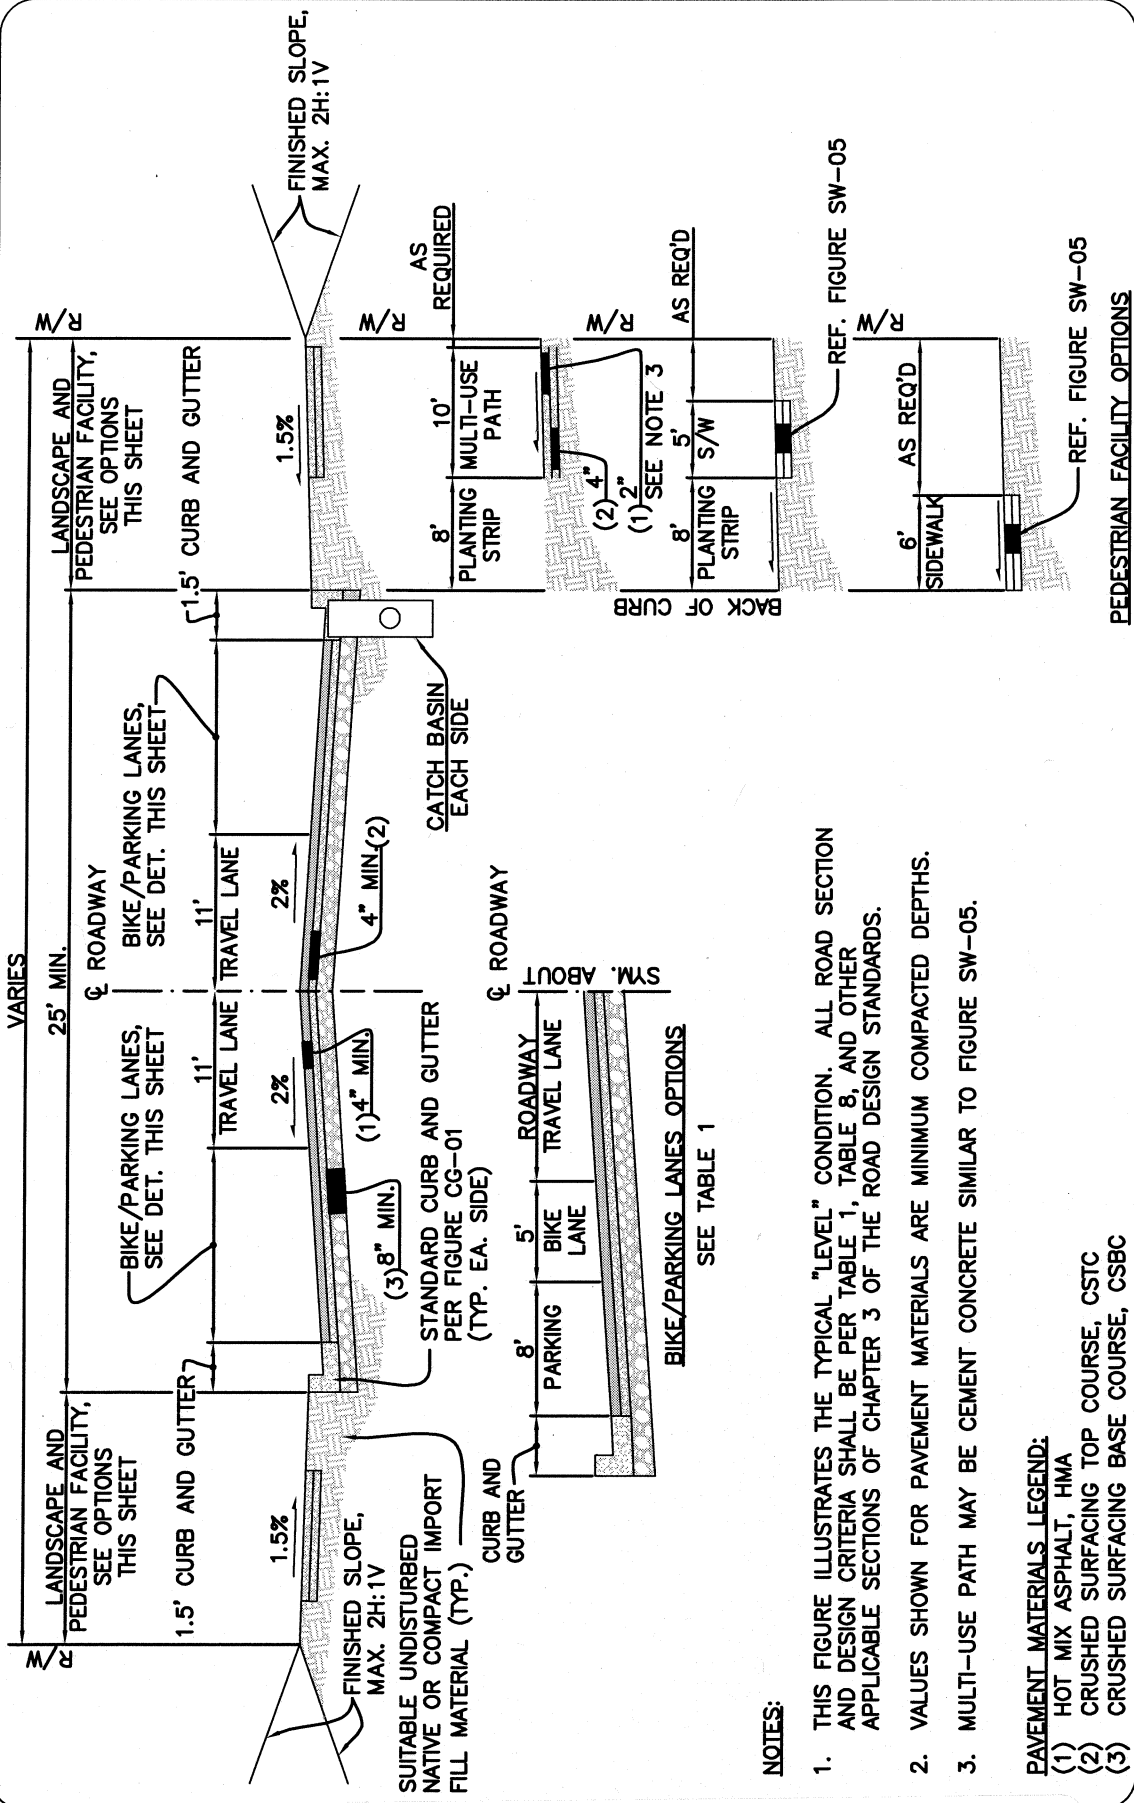 VARIES
25' MIN.
R/W
LANDSCAPE AND
PEDESTRIAN FACILITY,
SEE OPTIONS
THIS SHEET
1.5' CURB AND GUTTER
BIKE/PARKING LANES,
SEE DET. THIS SHEET
℄ ROADWAY
BIKE/PARKING LANES,
SEE DET. THIS SHEET
1.5' CURB AND GUTTER
LANDSCAPE AND
PEDESTRIAN FACILITY,
SEE OPTIONS
THIS SHEET
R/W
11'
TRAVEL LANE
11'
TRAVEL LANE
1.5%
2%
2%
1.5%
FINISHED SLOPE,
MAX. 2H:1V
FINISHED SLOPE,
MAX. 2H:1V
SUITABLE UNDISTURBED
NATIVE OR COMPACT IMPORT
FILL MATERIAL (TYP.)
(3) 8" MIN.
(1) 4" MIN.
4" MIN. (2)
STANDARD CURB AND GUTTER
PER FIGURE CG-01
(TYP. EA. SIDE)
CATCH BASIN
EACH SIDE
CURB AND
GUTTER
8'
PARKING
5'
BIKE
LANE
ROADWAY
TRAVEL LANE
℄ ROADWAY
SYM. ABOUT
BIKE/PARKING LANES OPTIONS
SEE TABLE 1
R/W
8'
PLANTING
STRIP
10'
MULTI-USE
PATH
AS
REQUIRED
(2) 4"
(1) 2"
SEE NOTE 3
R/W
BACK OF CURB
8'
PLANTING
STRIP
5'
S/W
AS REQ'D
REF. FIGURE SW-05
R/W
6'
SIDEWALK
AS REQ'D
REF. FIGURE SW-05
PEDESTRIAN FACILITY OPTIONS
NOTES:
1. THIS FIGURE ILLUSTRATES THE TYPICAL "LEVEL" CONDITION. ALL ROAD SECTION
AND DESIGN CRITERIA SHALL BE PER TABLE 1, TABLE 8, AND OTHER
APPLICABLE SECTIONS OF CHAPTER 3 OF THE ROAD DESIGN STANDARDS.
2. VALUES SHOWN FOR PAVEMENT MATERIALS ARE MINIMUM COMPACTED DEPTHS.
3. MULTI-USE PATH MAY BE CEMENT CONCRETE SIMILAR TO FIGURE SW-05.
PAVEMENT MATERIALS LEGEND:
(1) HOT MIX ASPHALT, HMA
(2) CRUSHED SURFACING TOP COURSE, CSTC
(3) CRUSHED SURFACING BASE COURSE, CSBC